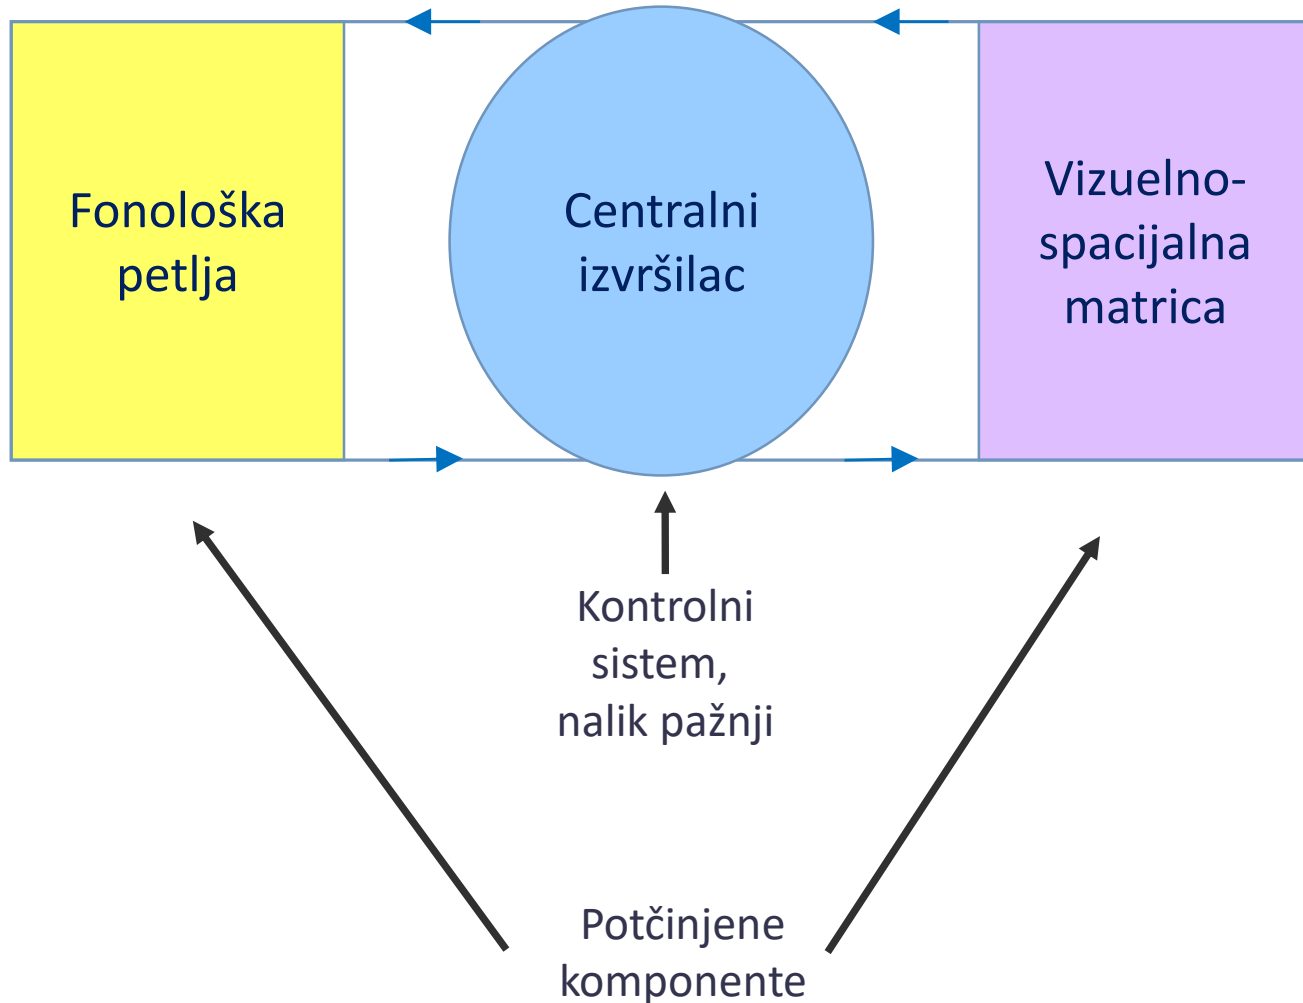 Fonološka
petlja
Centralni
izvršilac
Vizuelno-
spacijalna
matrica
Kontrolni
sistem,
nalik pažnji
Potčinjene
komponente